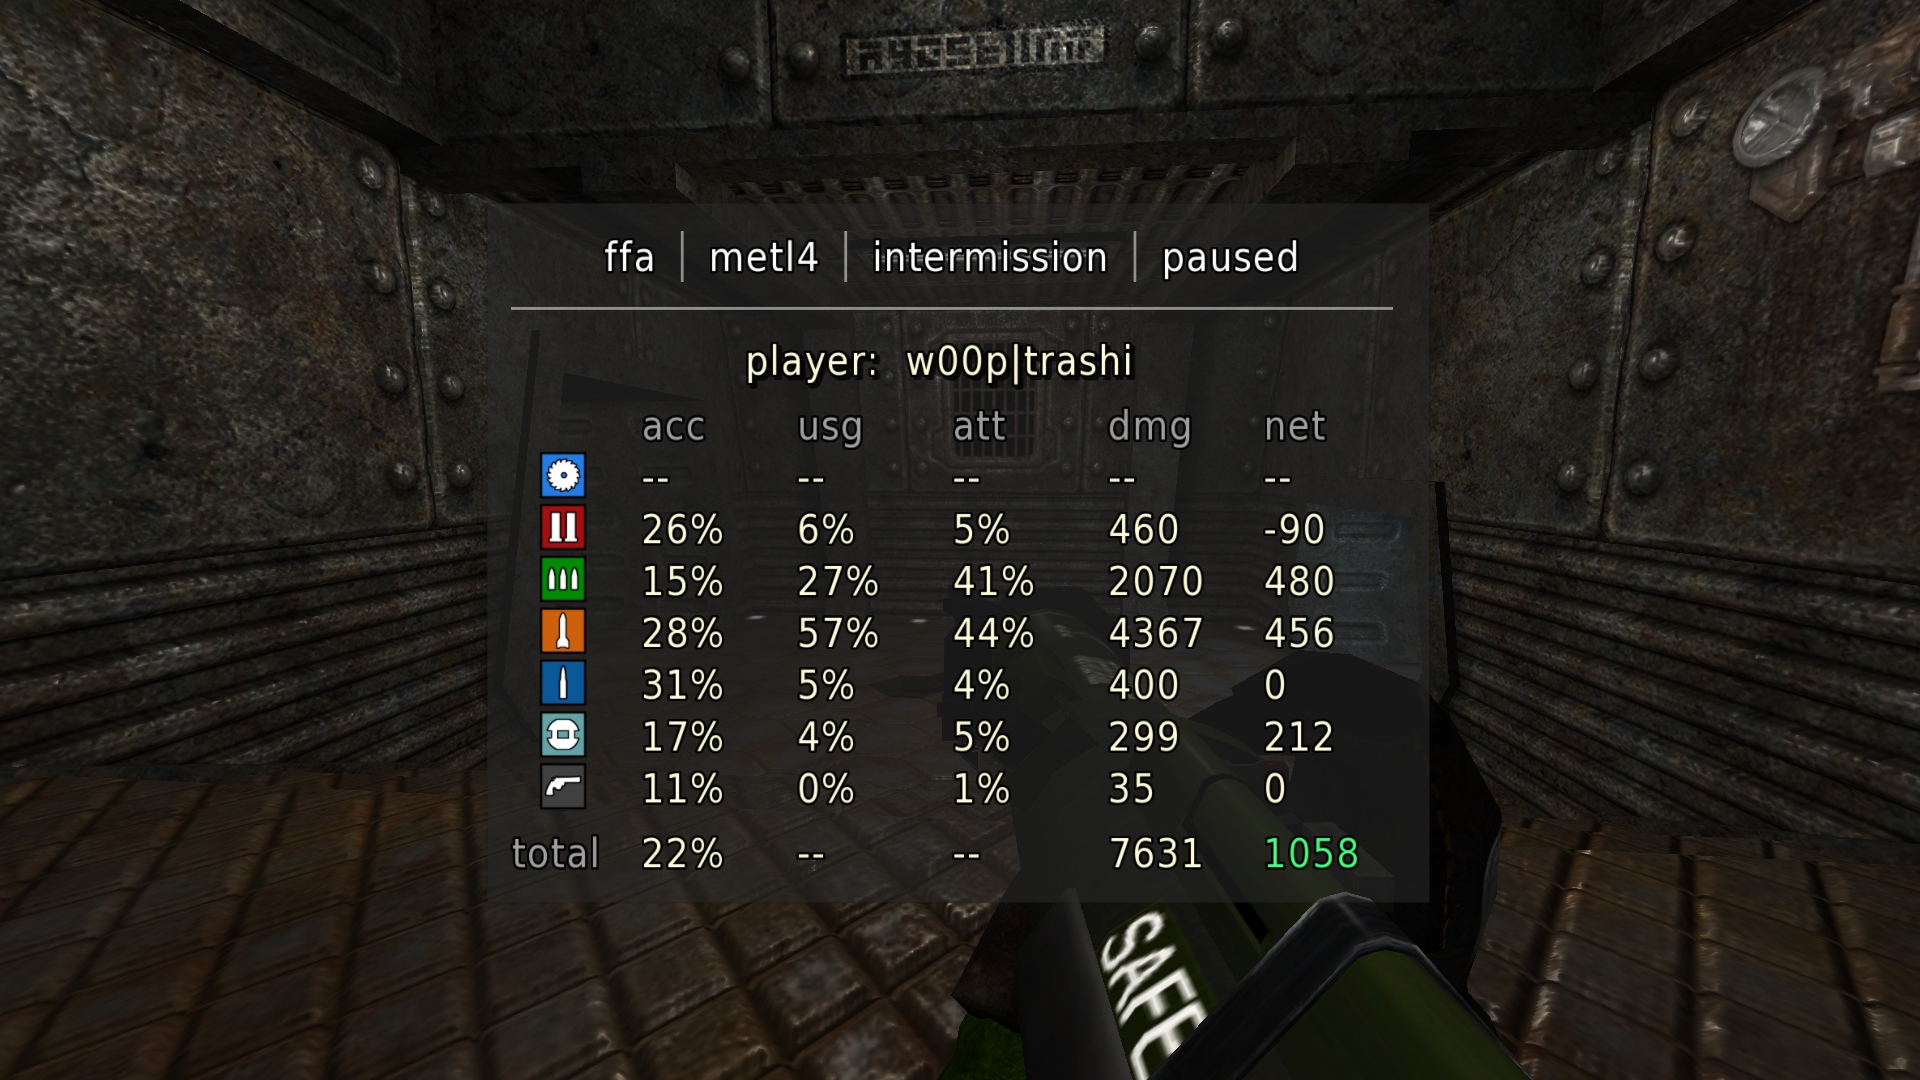 ffa | metl4 | intermission | paused
player: w00p|trashi
acc usg att dmg net
-- -- -- -- --
26% 6% 5% 460 -90
15% 27% 41% 2070 480
28% 57% 44% 4367 456
31% 5% 4% 400 0
17% 4% 5% 299 212
11% 0% 1% 35 0
total 22% -- -- 7631 1058